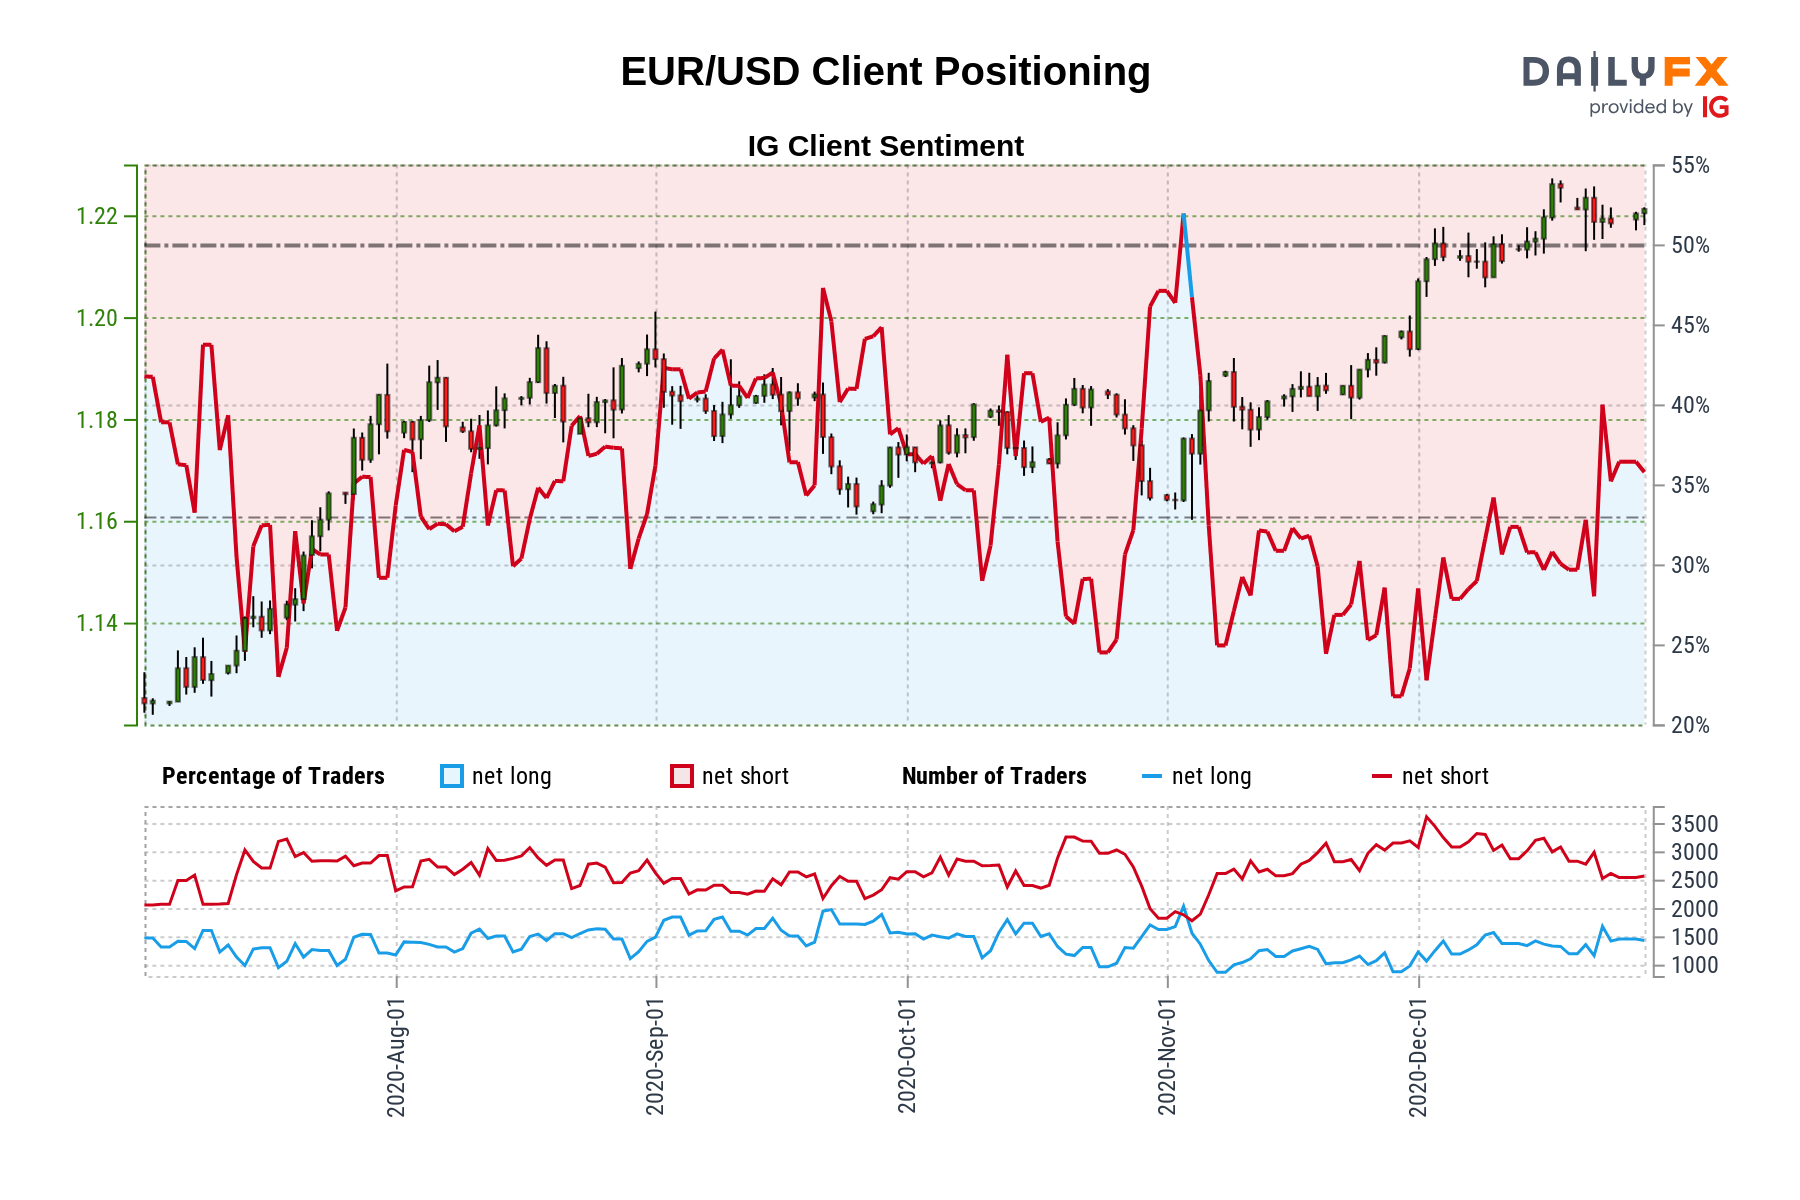 EUR/USD Client Positioning
DAILYFX
provided by IG
IG Client Sentiment
55%
1.22
50%
1.20
45%
1.18
40%
35%
1.16
30%
1.14
25%
20%
Percentage of Traders net long net short Number of Traders net long net short
3500
3000
2500
2000
1500
1000
2020-Aug-01
2020-Sep-01
2020-Oct-01
2020-Nov-01
2020-Dec-01